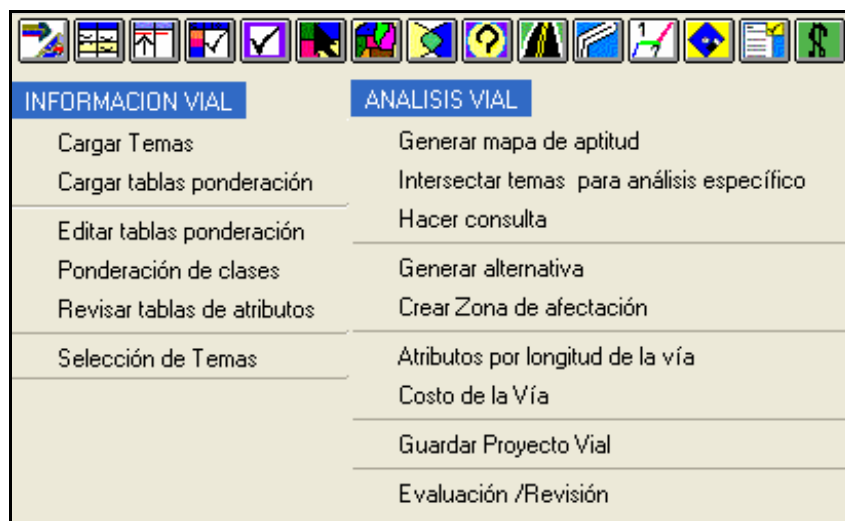 INFORMACION VIAL
Cargar Temas
Cargar tablas ponderación
Editar tablas ponderación
Ponderación de clases
Revisar tablas de atributos
Selección de Temas
ANALISIS VIAL
Generar mapa de aptitud
Intersectar temas para análisis específico
Hacer consulta
Generar alternativa
Crear Zona de afectación
Atributos por longitud de la vía
Costo de la Vía
Guardar Proyecto Vial
Evaluación /Revisión